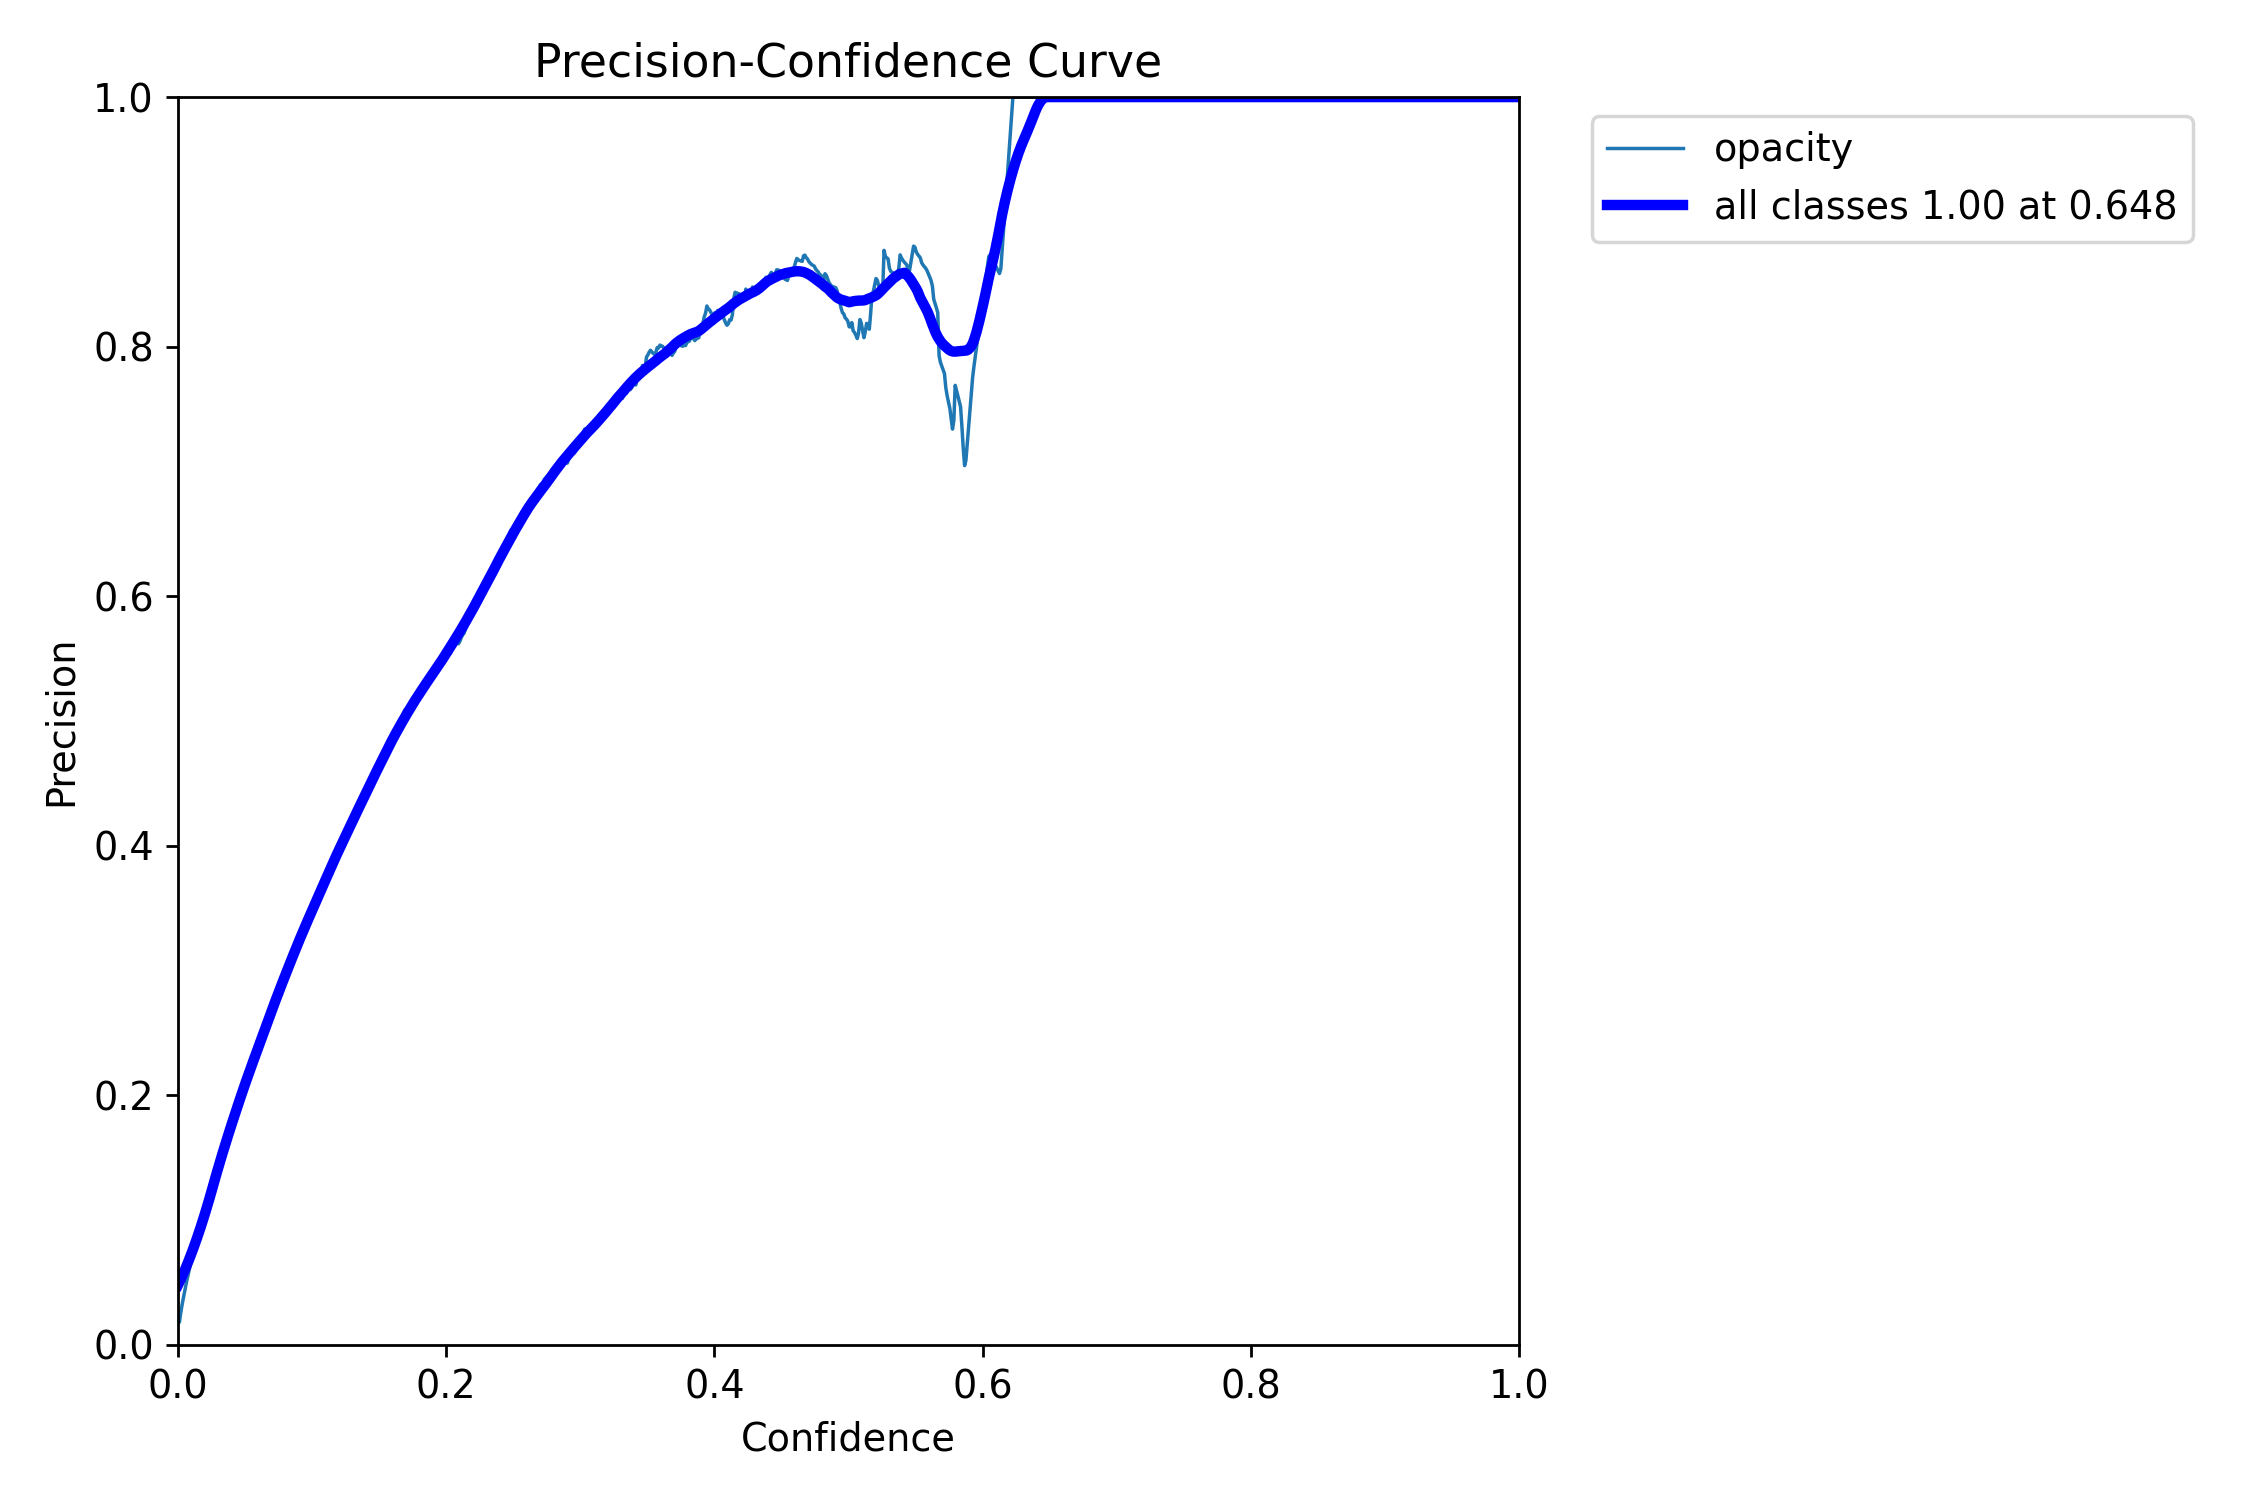 Precision-Confidence Curve
1.0
0.8
0.6
0.4
0.2
0.0
Precision
0.0 0.2 0.4 0.6 0.8 1.0
Confidence
opacity
all classes 1.00 at 0.648